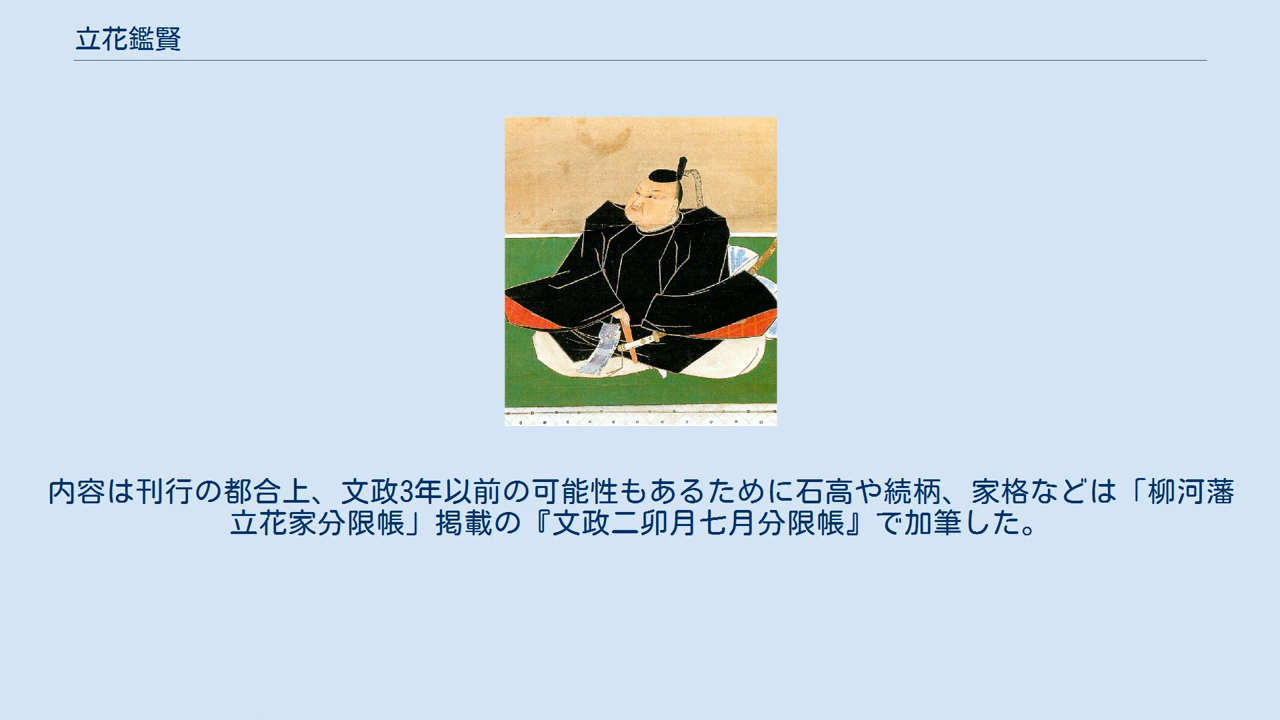 立花鑑賢
内容は刊行の都合上、文政3年以前の可能性もあるために石高や続柄、家格などは「柳河藩
立花家分限帳」掲載の『文政二卯月七月分限帳』で加筆した。